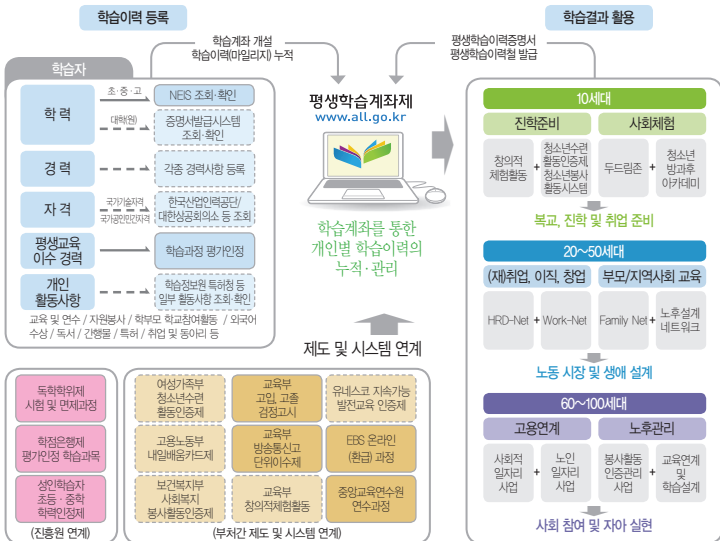 학습이력 등록
학습결과 활용
학습계좌 개설
학습이력(마일리지) 누적
평생학습이력증명서
평생학습이력철 발급
학습자
학 력
초·중·고
NEIS 조회·확인
대학(원)
증명서발급시스템
조회·확인
경 력
각종 경력사항 등록
자 격
국가기술자격
국가공인민간자격
한국산업인력공단/
대한상공회의소 등 조회
평생교육
이수 경력
학습과정 평가인정
개인
활동사항
학습정보원 특허청 등
일부 활동사항 조회·확인
교육 및 연수 / 자원봉사 / 학부모 학교참여활동 / 외국어
수상 / 독서 / 간행물 / 특허 / 취업 및 동아리 등
평생학습계좌제
www.all.go.kr
학습계좌를 통한
개인별 학습이력의
누적·관리
제도 및 시스템 연계
10세대
진학준비
사회체험
창의적
체험활동
+
청소년수련
활동인증제
청소년봉사
활동시스템
두드림존
+
청소년
방과후
아카데미
복교, 진학 및 취업 준비
20~50세대
(재)취업, 이직, 창업
부모/지역사회 교육
HRD-Net
+
Work-Net
Family Net
+
노후설계
네트워크
노동 시장 및 생애 설계
60~100세대
고용연계
노후관리
사회적
일자리
사업
+
노인
일자리
사업
봉사활동
인증관리
사업
+
교육연계
및
학습설계
사회 참여 및 자아 실현
독학학위제
시험 및 면제과정
학점은행제
평가인정 학습과목
성인학습자
초등·중학
학력인정제
(진흥원 연계)
여성가족부
청소년수련
활동인증제
교육부
고입, 고졸
검정고시
유네스코 지속가능
발전교육 인증제
고용노동부
내일배움카드제
교육부
방송통신고
단위이수제
EBS 온라인
(환급) 과정
보건복지부
사회복지
봉사활동인증제
교육부
창의적체험활동
중앙교육연수원
연수과정
(부처간 제도 및 시스템 연계)